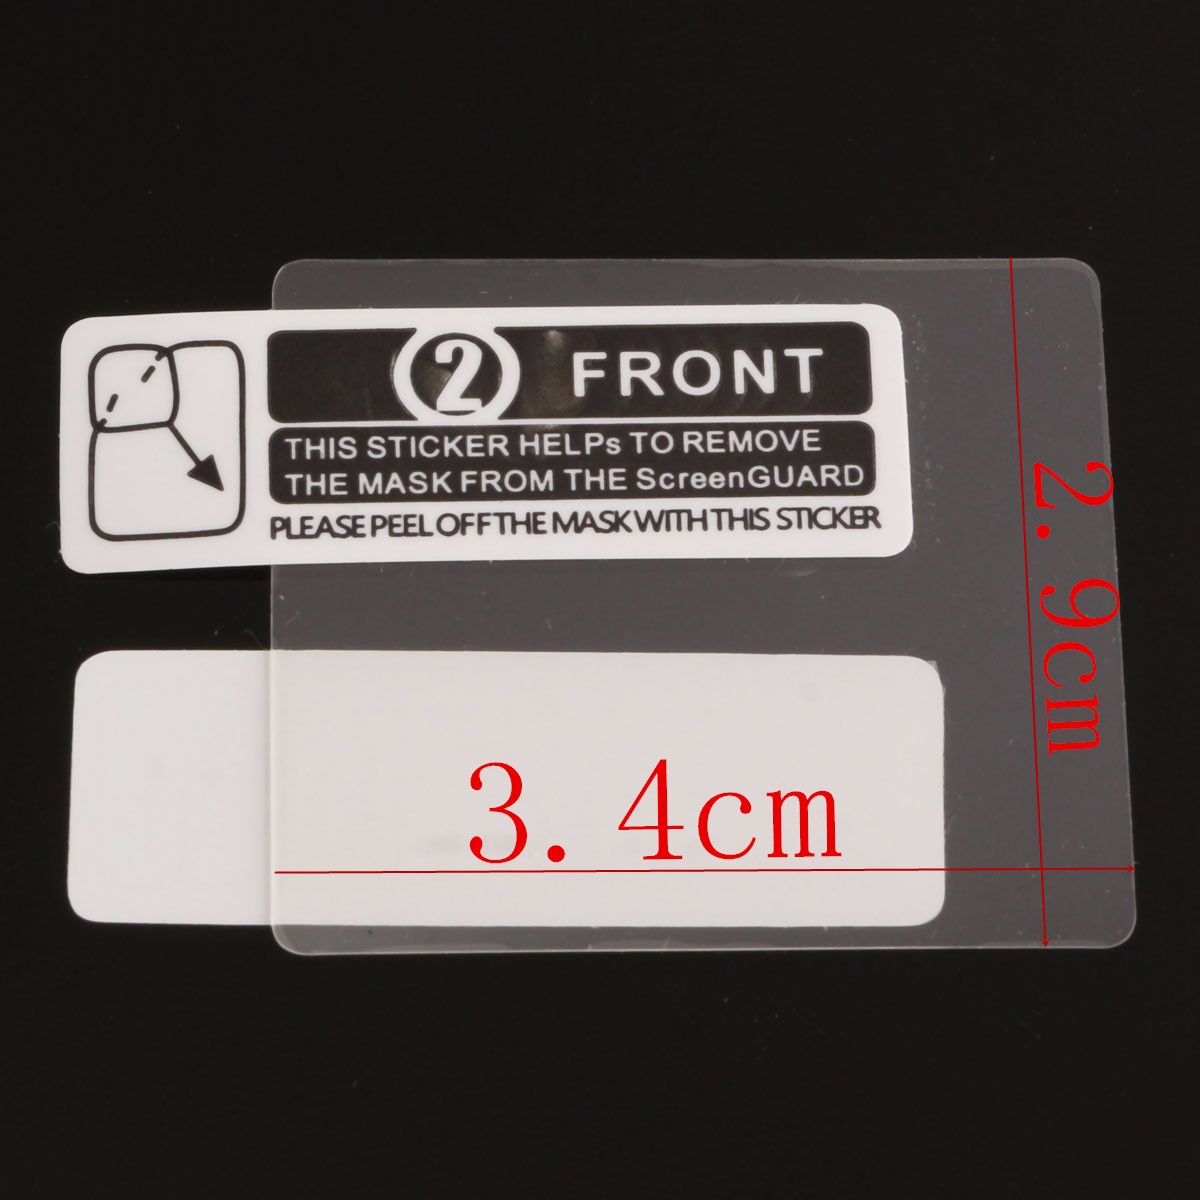 2 FRONT
THIS STICKER HELPs TO REMOVE
THE MASK FROM THE ScreenGUARD
PLEASE PEEL OFF THE MASK WITH THIS STICKER
2.9cm
3.4cm